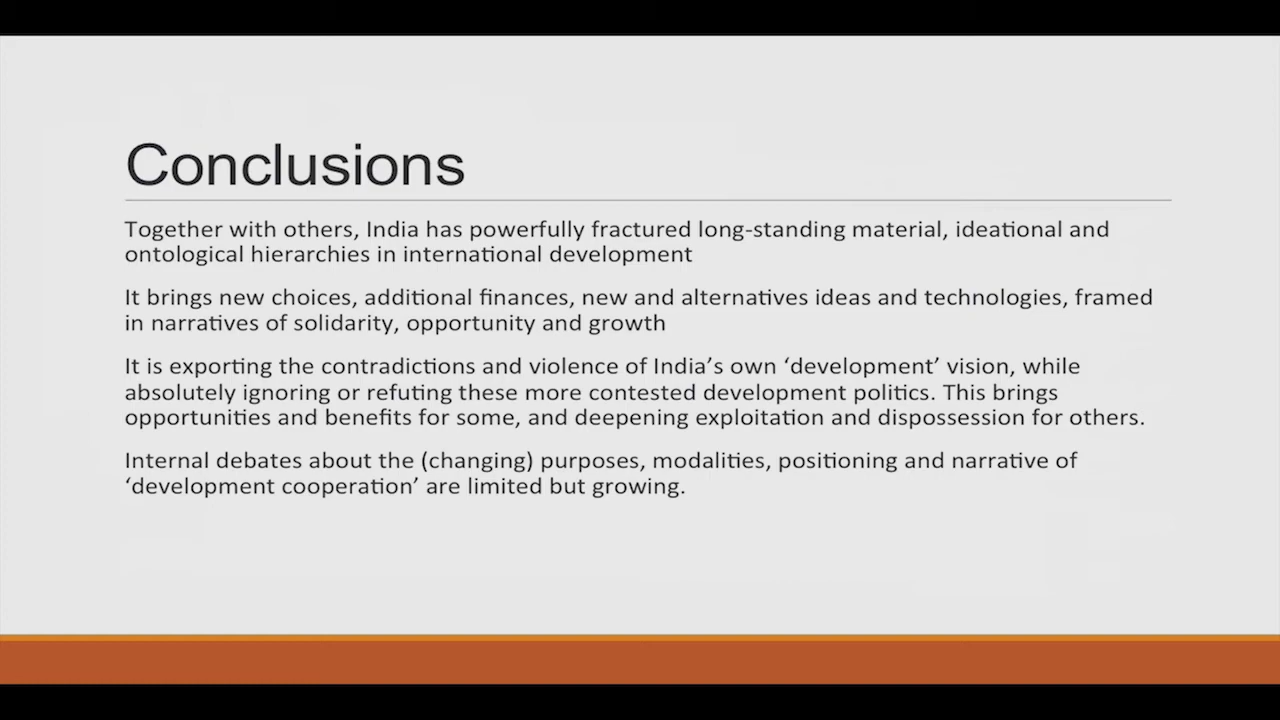 Conclusions
Together with others, India has powerfully fractured long-standing material, ideational and
ontological hierarchies in international development
It brings new choices, additional finances, new and alternatives ideas and technologies, framed
in narratives of solidarity, opportunity and growth
It is exporting the contradictions and violence of India’s own ‘development’ vision, while
absolutely ignoring or refuting these more contested development politics. This brings
opportunities and benefits for some, and deepening exploitation and dispossession for others.
Internal debates about the (changing) purposes, modalities, positioning and narrative of
‘development cooperation’ are limited but growing.